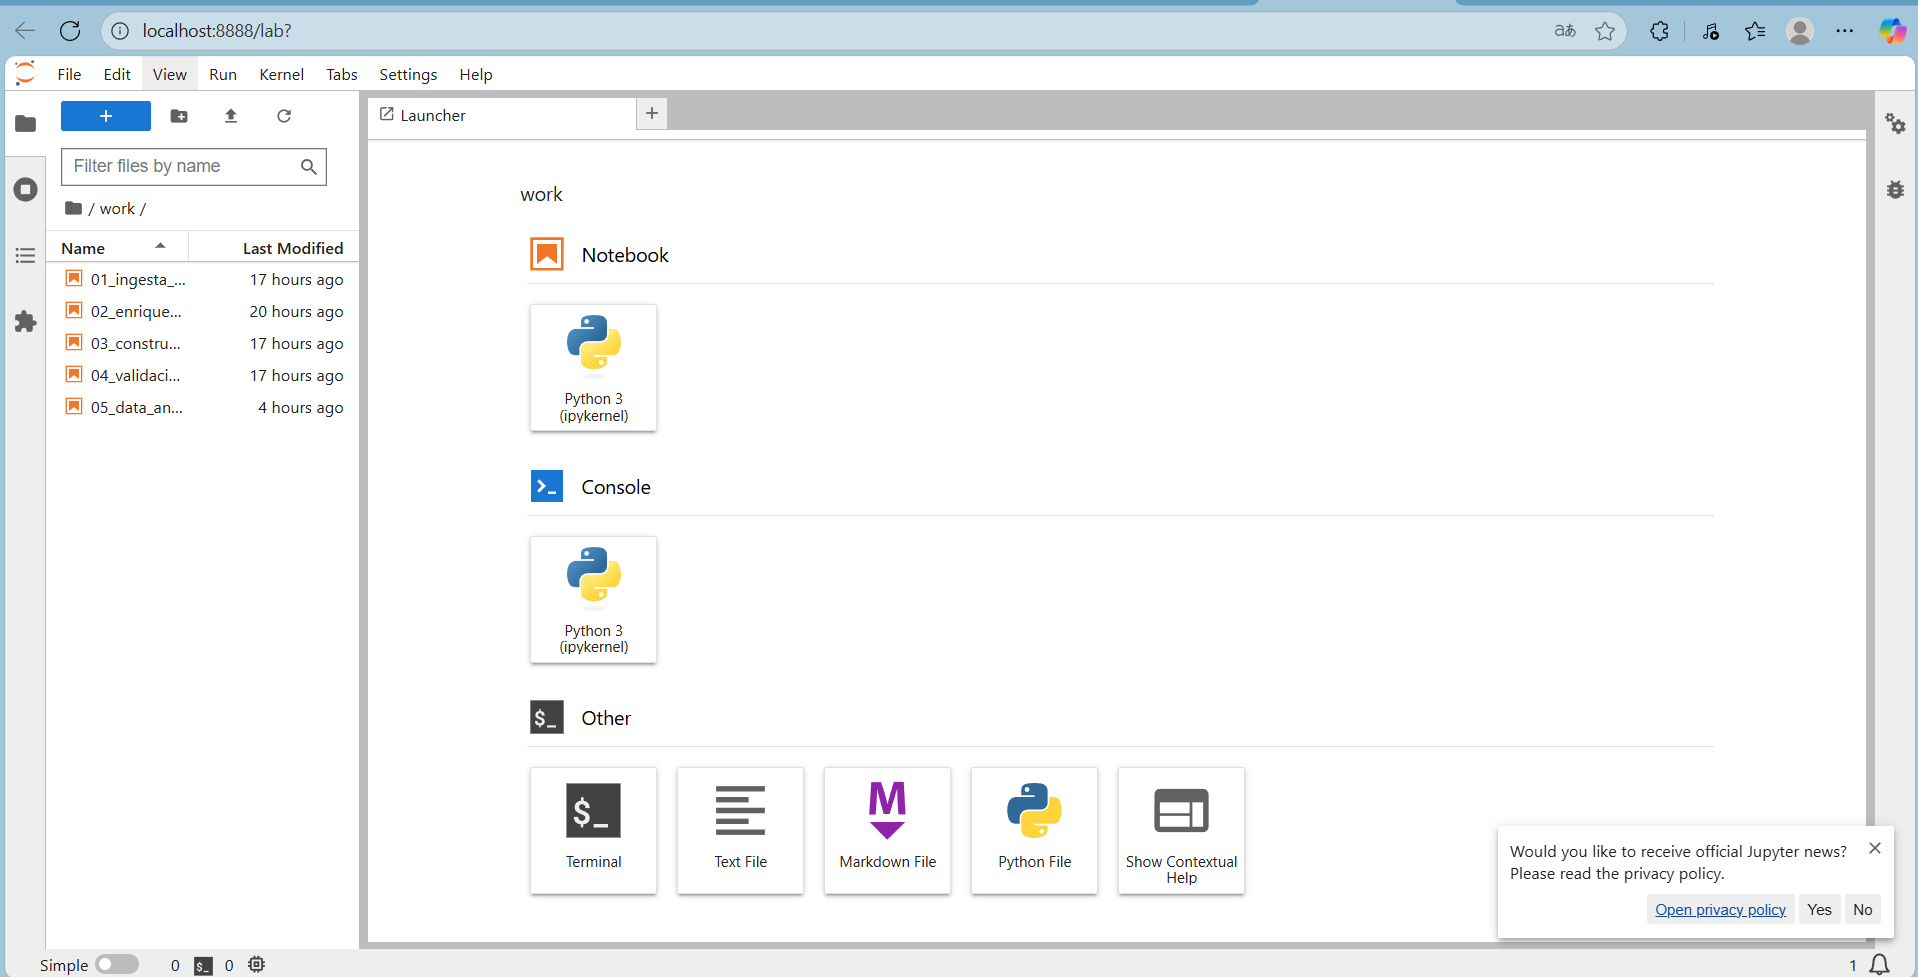 localhost:8888/lab?
aあ
File Edit View Run Kernel Tabs Settings Help
+
Filter files by name
/ work /
Name Last Modified
01_ingesta_... 17 hours ago
02_enrique... 20 hours ago
03_constru... 17 hours ago
04_validaci... 17 hours ago
05_data_an... 4 hours ago
Launcher +
work
Notebook
Python 3
(ipykernel)
Console
Python 3
(ipykernel)
$_ Other
$_
Terminal
Text File
M
Markdown File
Python File
Show Contextual
Help
Would you like to receive official Jupyter news?
Please read the privacy policy.
Open privacy policy Yes No
Simple 0 $_ 0 1